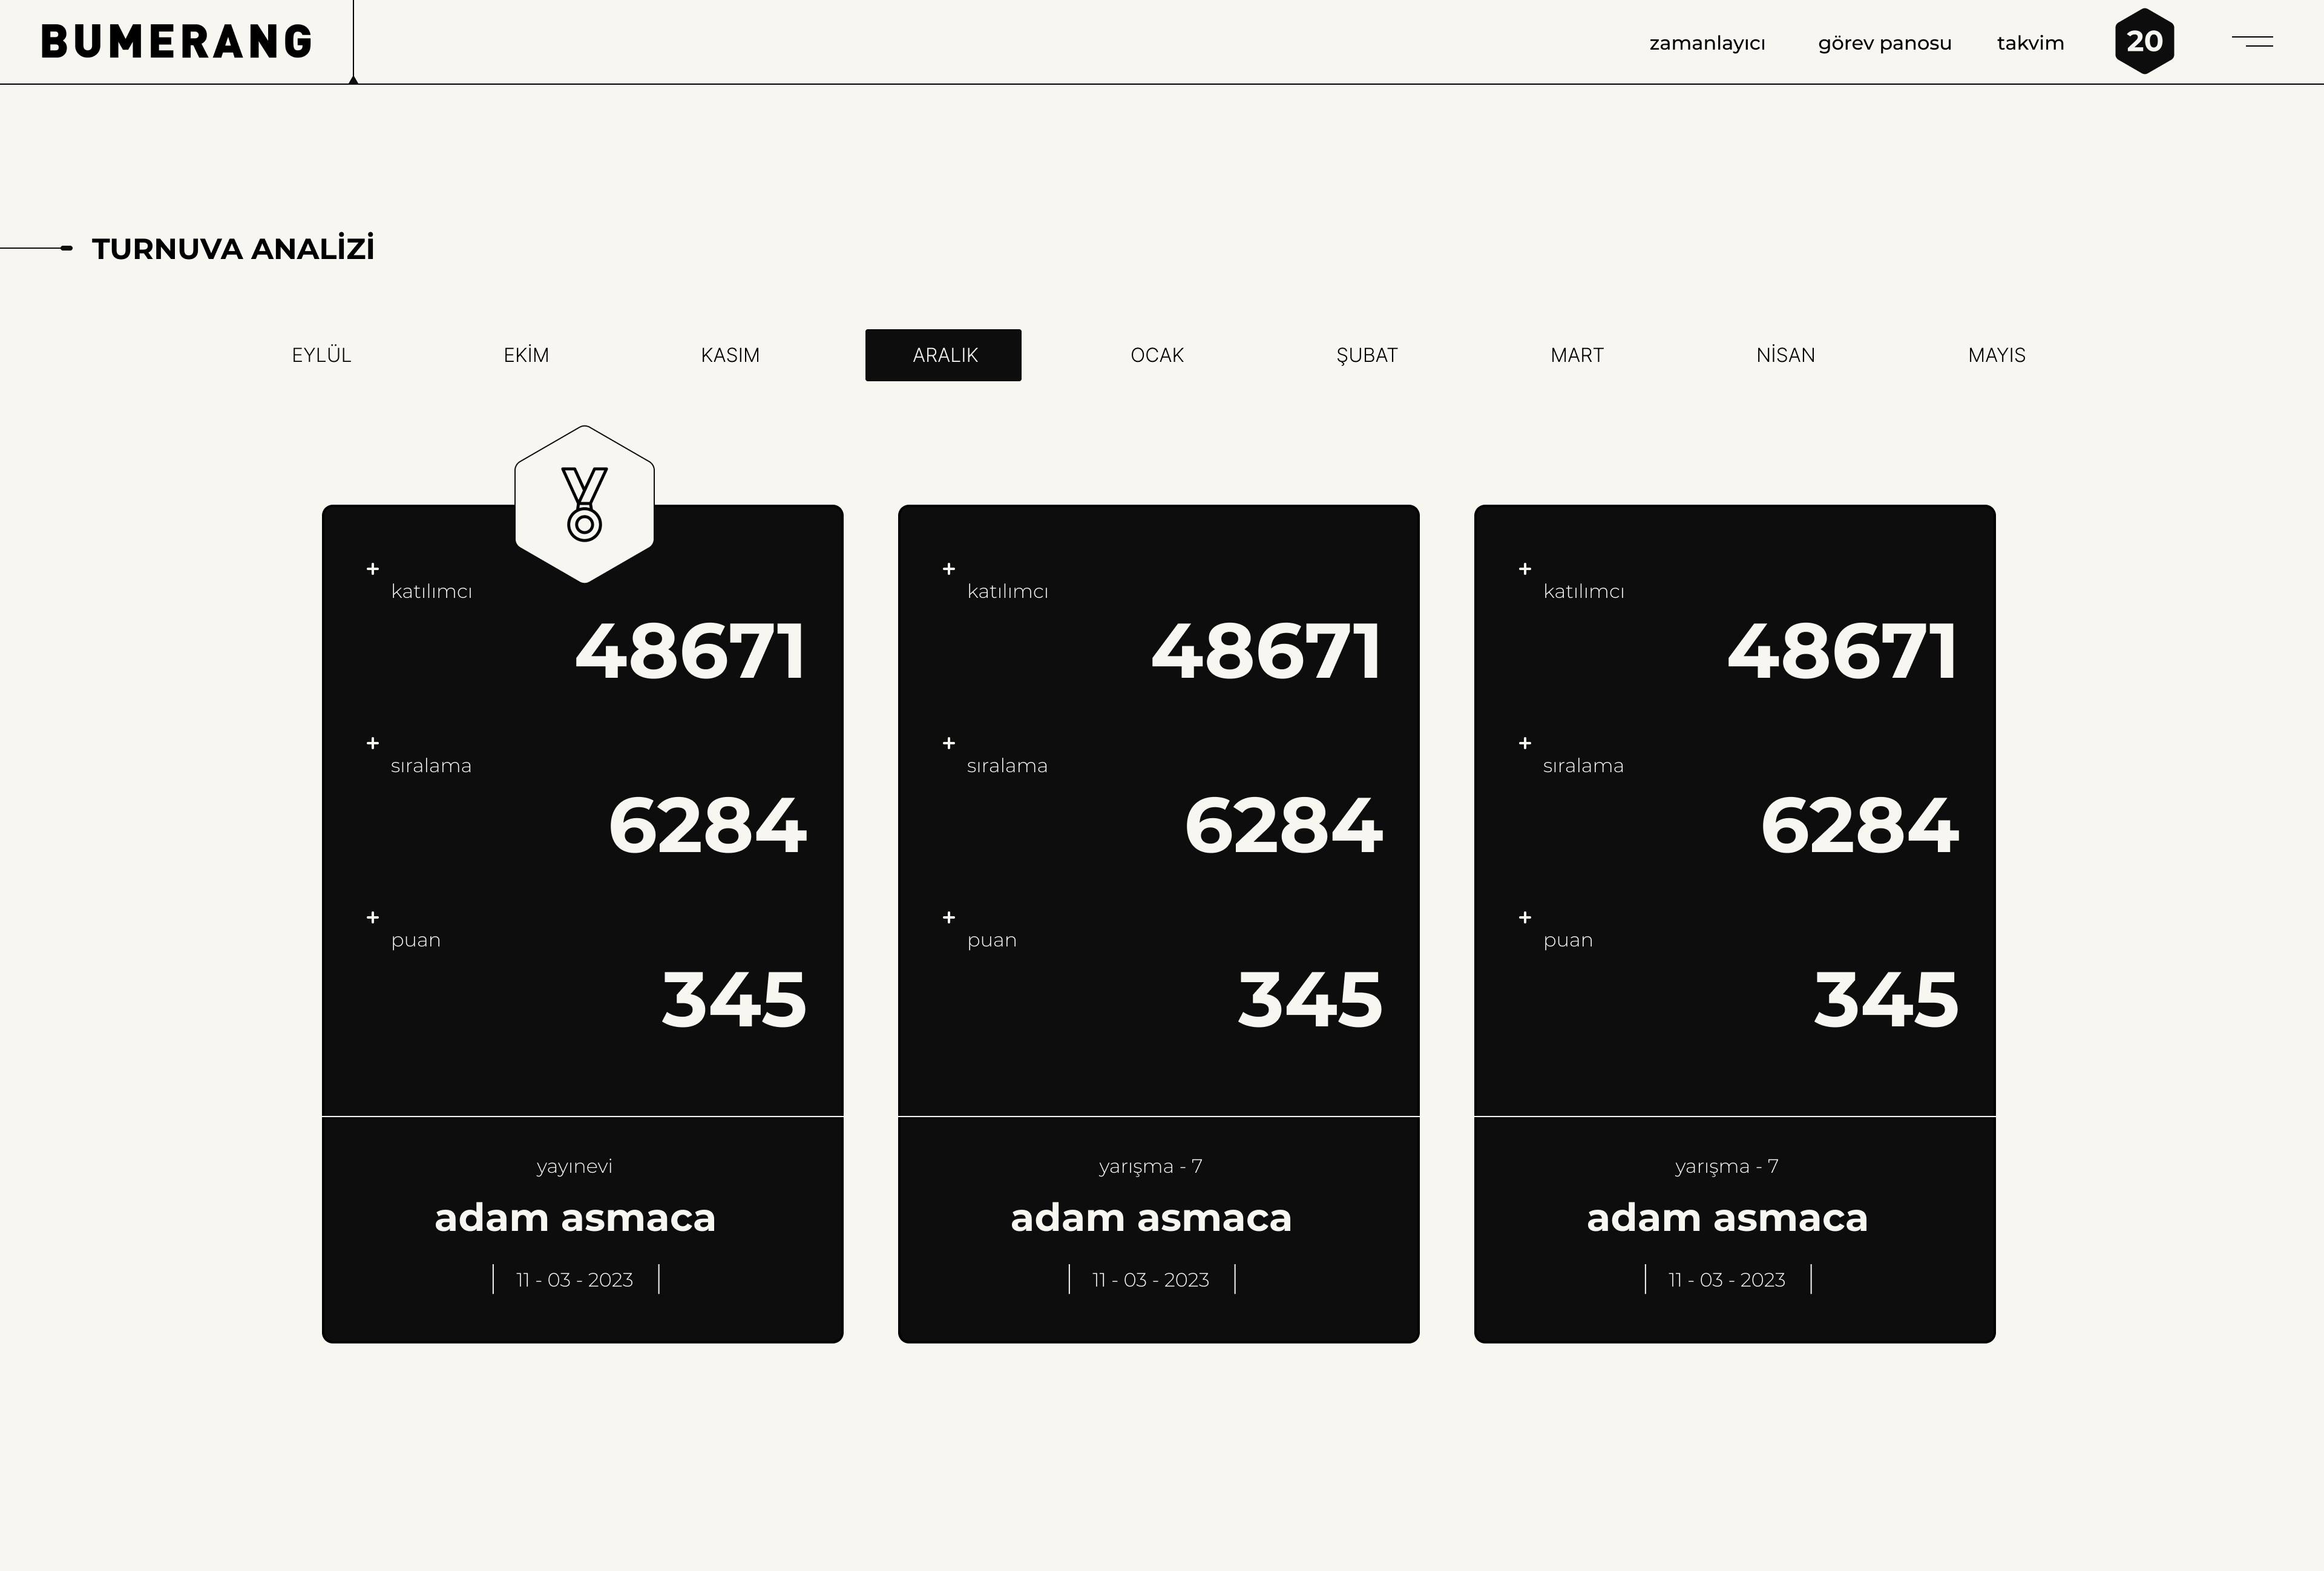 BUMERANG
zamanlayıcı görev panosu takvim 20
TURNUVA ANALİZİ
EYLÜL EKİM KASIM ARALIK OCAK ŞUBAT MART NİSAN MAYIS
+ katılımcı
48671
+ sıralama
6284
+ puan
345
yayınevi
adam asmaca
11 - 03 - 2023
+ katılımcı
48671
+ sıralama
6284
+ puan
345
yarışma - 7
adam asmaca
11 - 03 - 2023
+ katılımcı
48671
+ sıralama
6284
+ puan
345
yarışma - 7
adam asmaca
11 - 03 - 2023